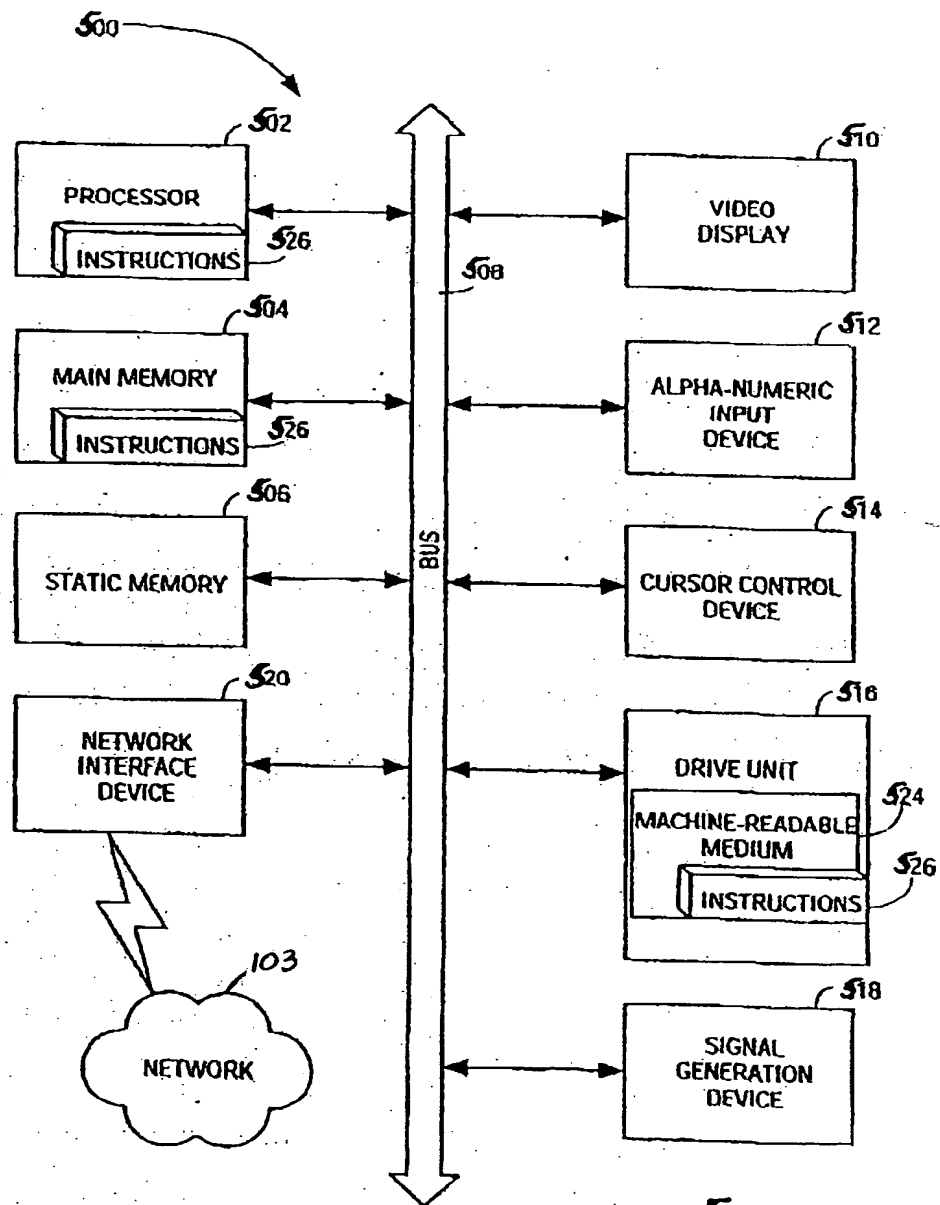 500
502
PROCESSOR
INSTRUCTIONS
526
504
MAIN MEMORY
INSTRUCTIONS
526
506
STATIC MEMORY
520
NETWORK
INTERFACE
DEVICE
103
NETWORK
508
BUS
510
VIDEO
DISPLAY
512
ALPHA-NUMERIC
INPUT
DEVICE
514
CURSOR CONTROL
DEVICE
516
DRIVE UNIT
524
MACHINE-READABLE
MEDIUM
526
INSTRUCTIONS
518
SIGNAL
GENERATION
DEVICE